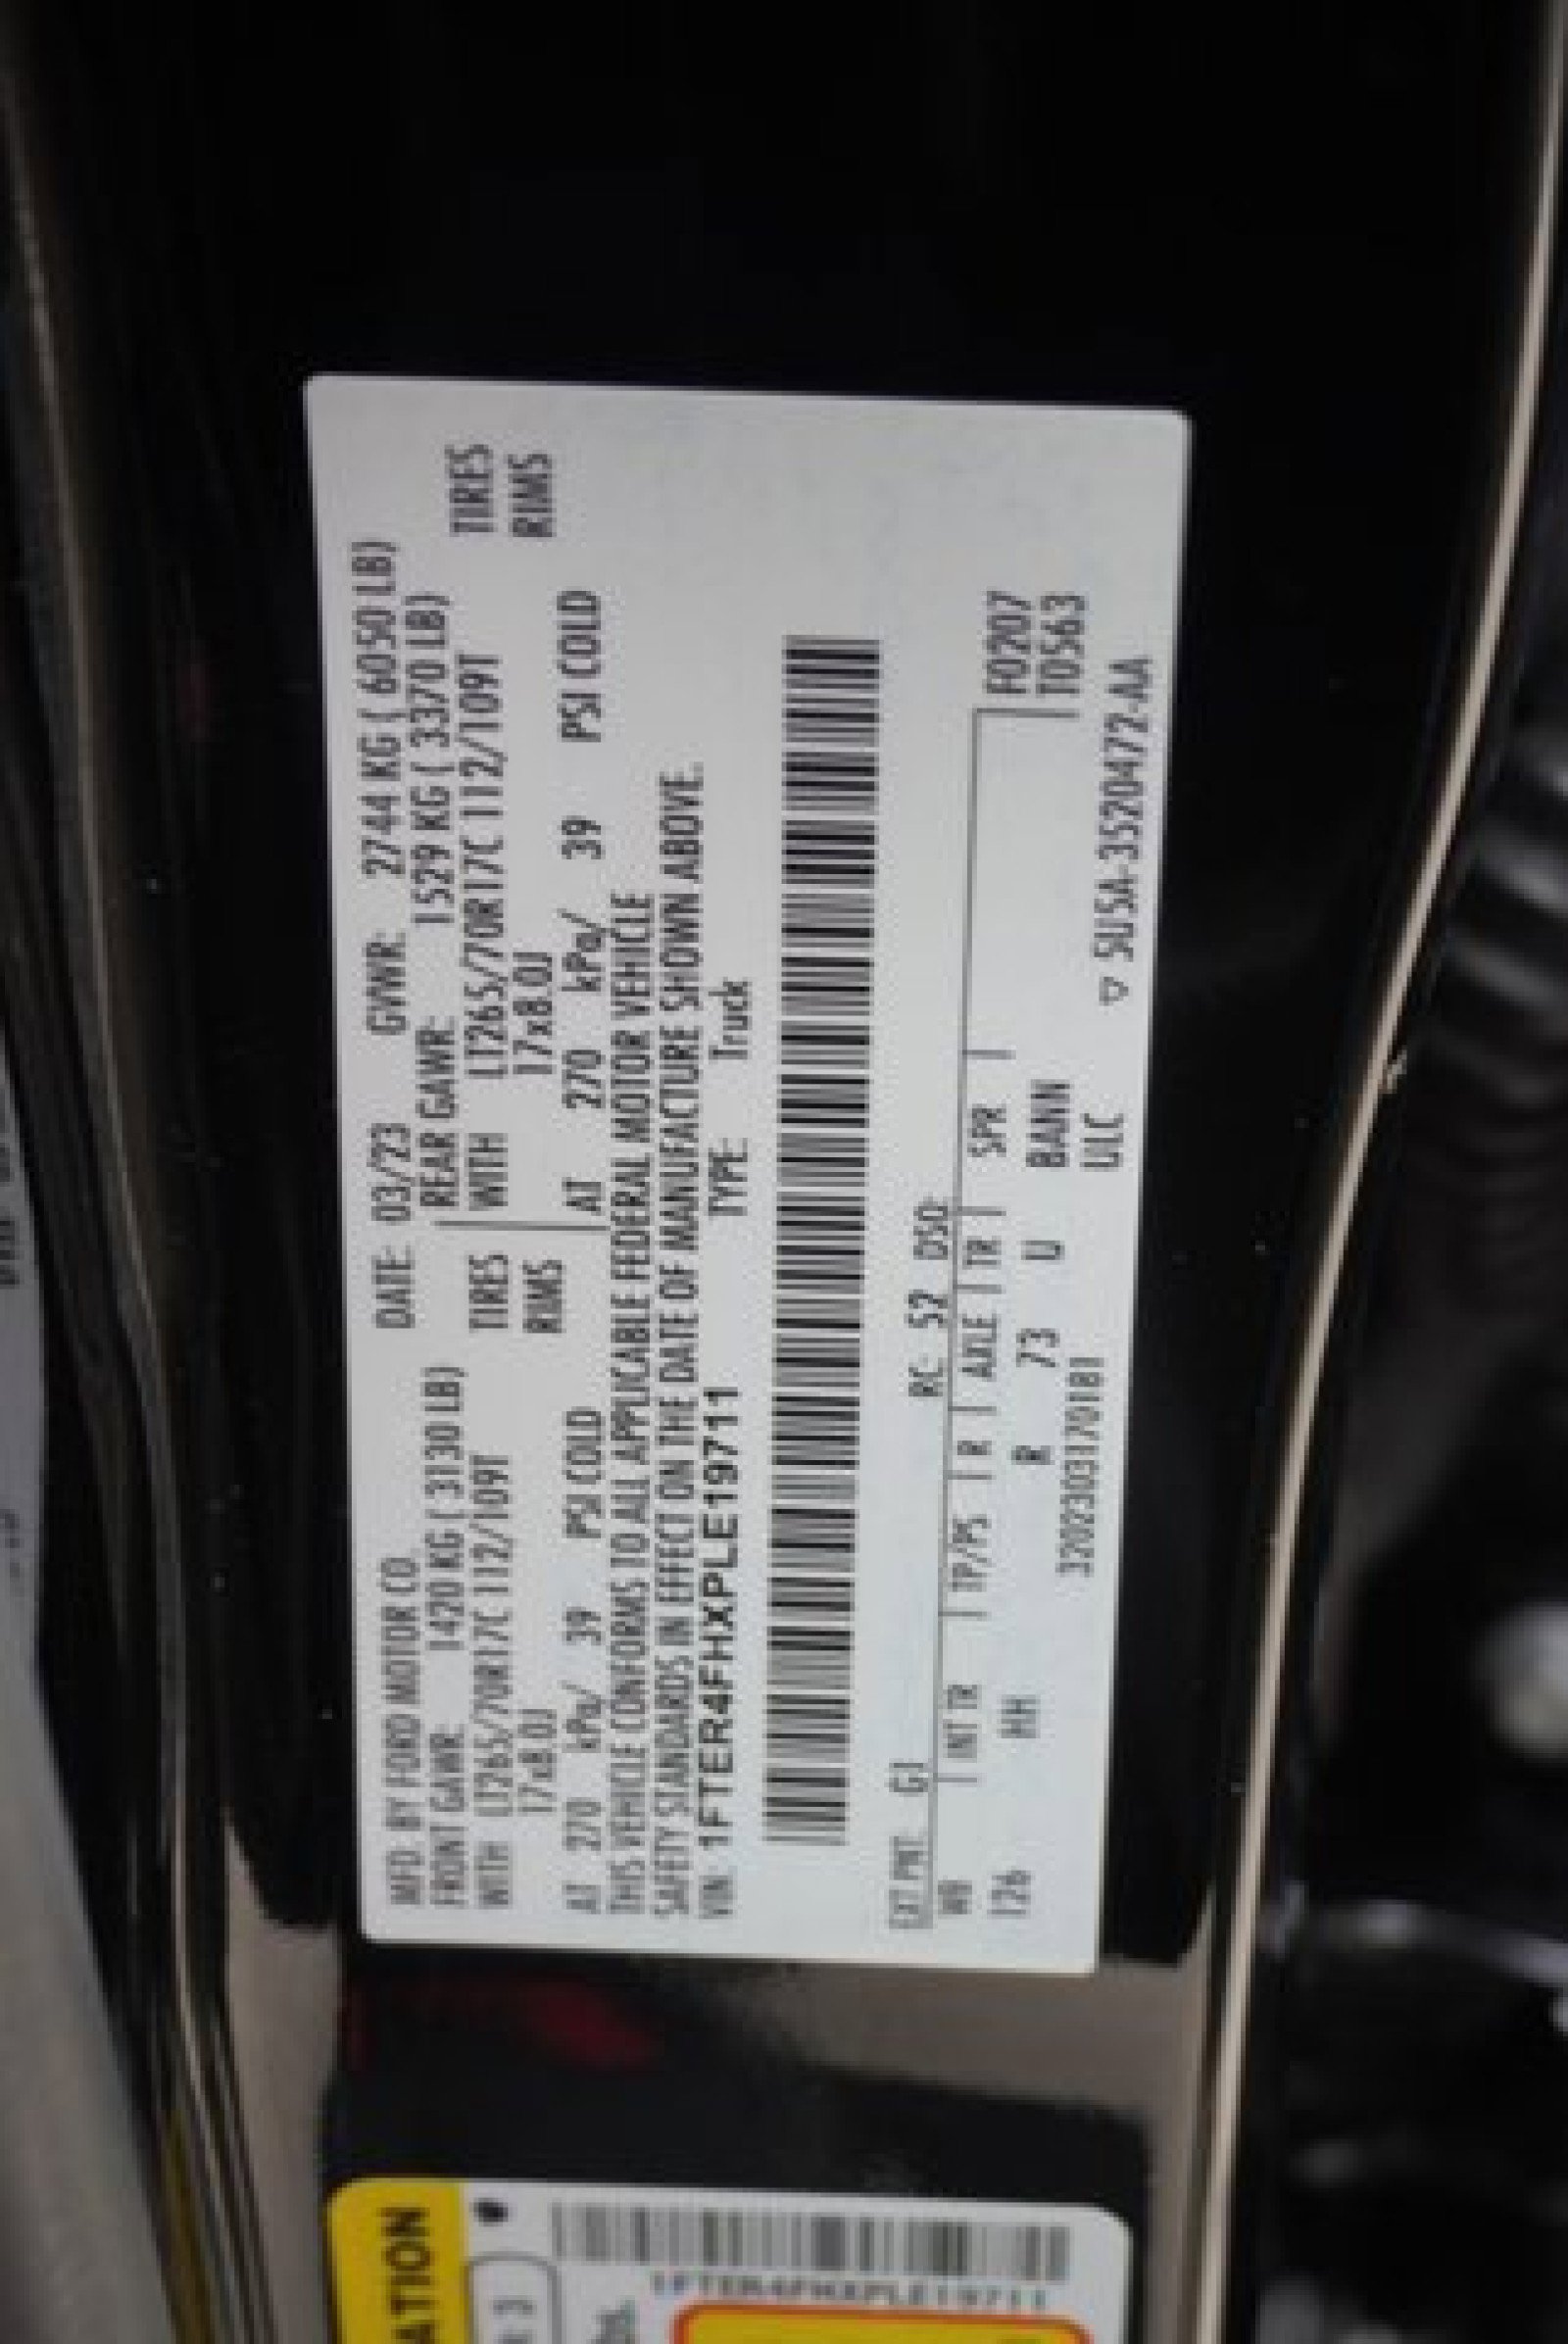 MFD. BY FORD MOTOR CO. DATE: 03/23 GVWR: 2744 KG ( 6050 LB)
FRONT GAWR: 1420 KG ( 3130 LB) REAR GAWR: 1529 KG ( 3370 LB)
WITH LT265/70R17C 112/109T TIRES WITH LT265/70R17C 112/109T TIRES
17x8.0J RIMS 17x8.0J RIMS
AT 270 kPa/ 39 PSI COLD AT 270 kPa/ 39 PSI COLD
THIS VEHICLE CONFORMS TO ALL APPLICABLE FEDERAL MOTOR VEHICLE
SAFETY STANDARDS IN EFFECT ON THE DATE OF MANUFACTURE SHOWN ABOVE.
VIN: 1FTER4FHXPLE19711 TYPE: Truck
EXT PNT: G1 RC: 52 DSO:
WB INT TR TP/PS R AXLE TR SPR F0207
126 HH R 73 U BANN T0563
320230317018I ULC ▽ SU5A-3520472-AA
ATION
1FTER4FHXPLE19711